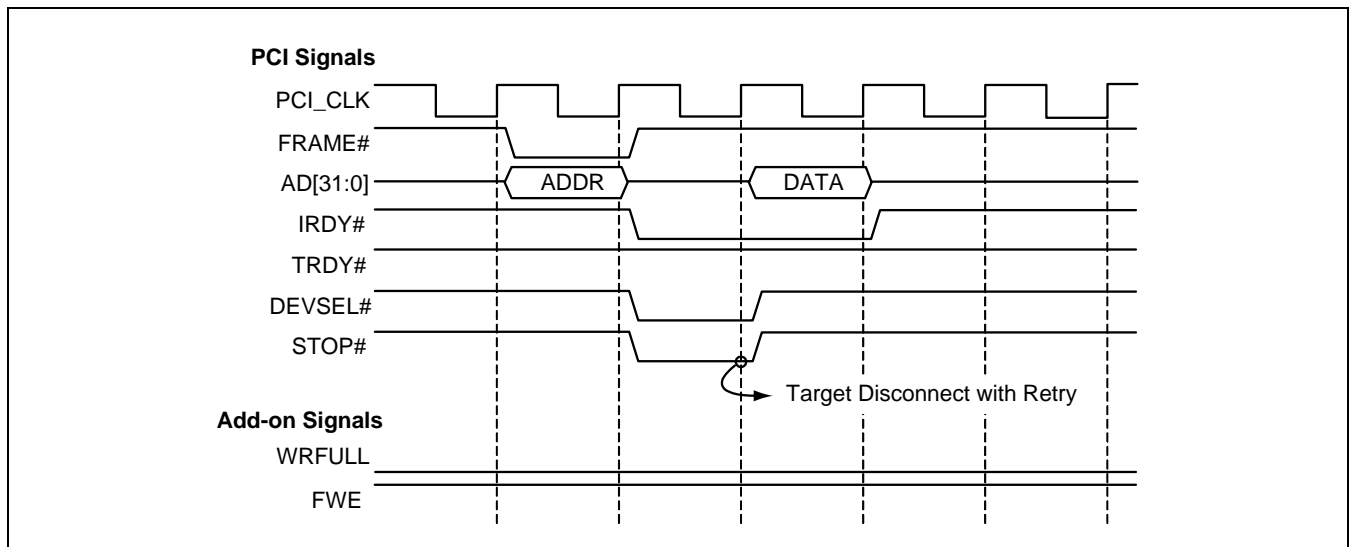 PCI Signals
PCI_CLK
FRAME#
AD[31:0] ADDR DATA
IRDY#
TRDY#
DEVSEL#
STOP#
Target Disconnect with Retry
Add-on Signals
WRFULL
FWE